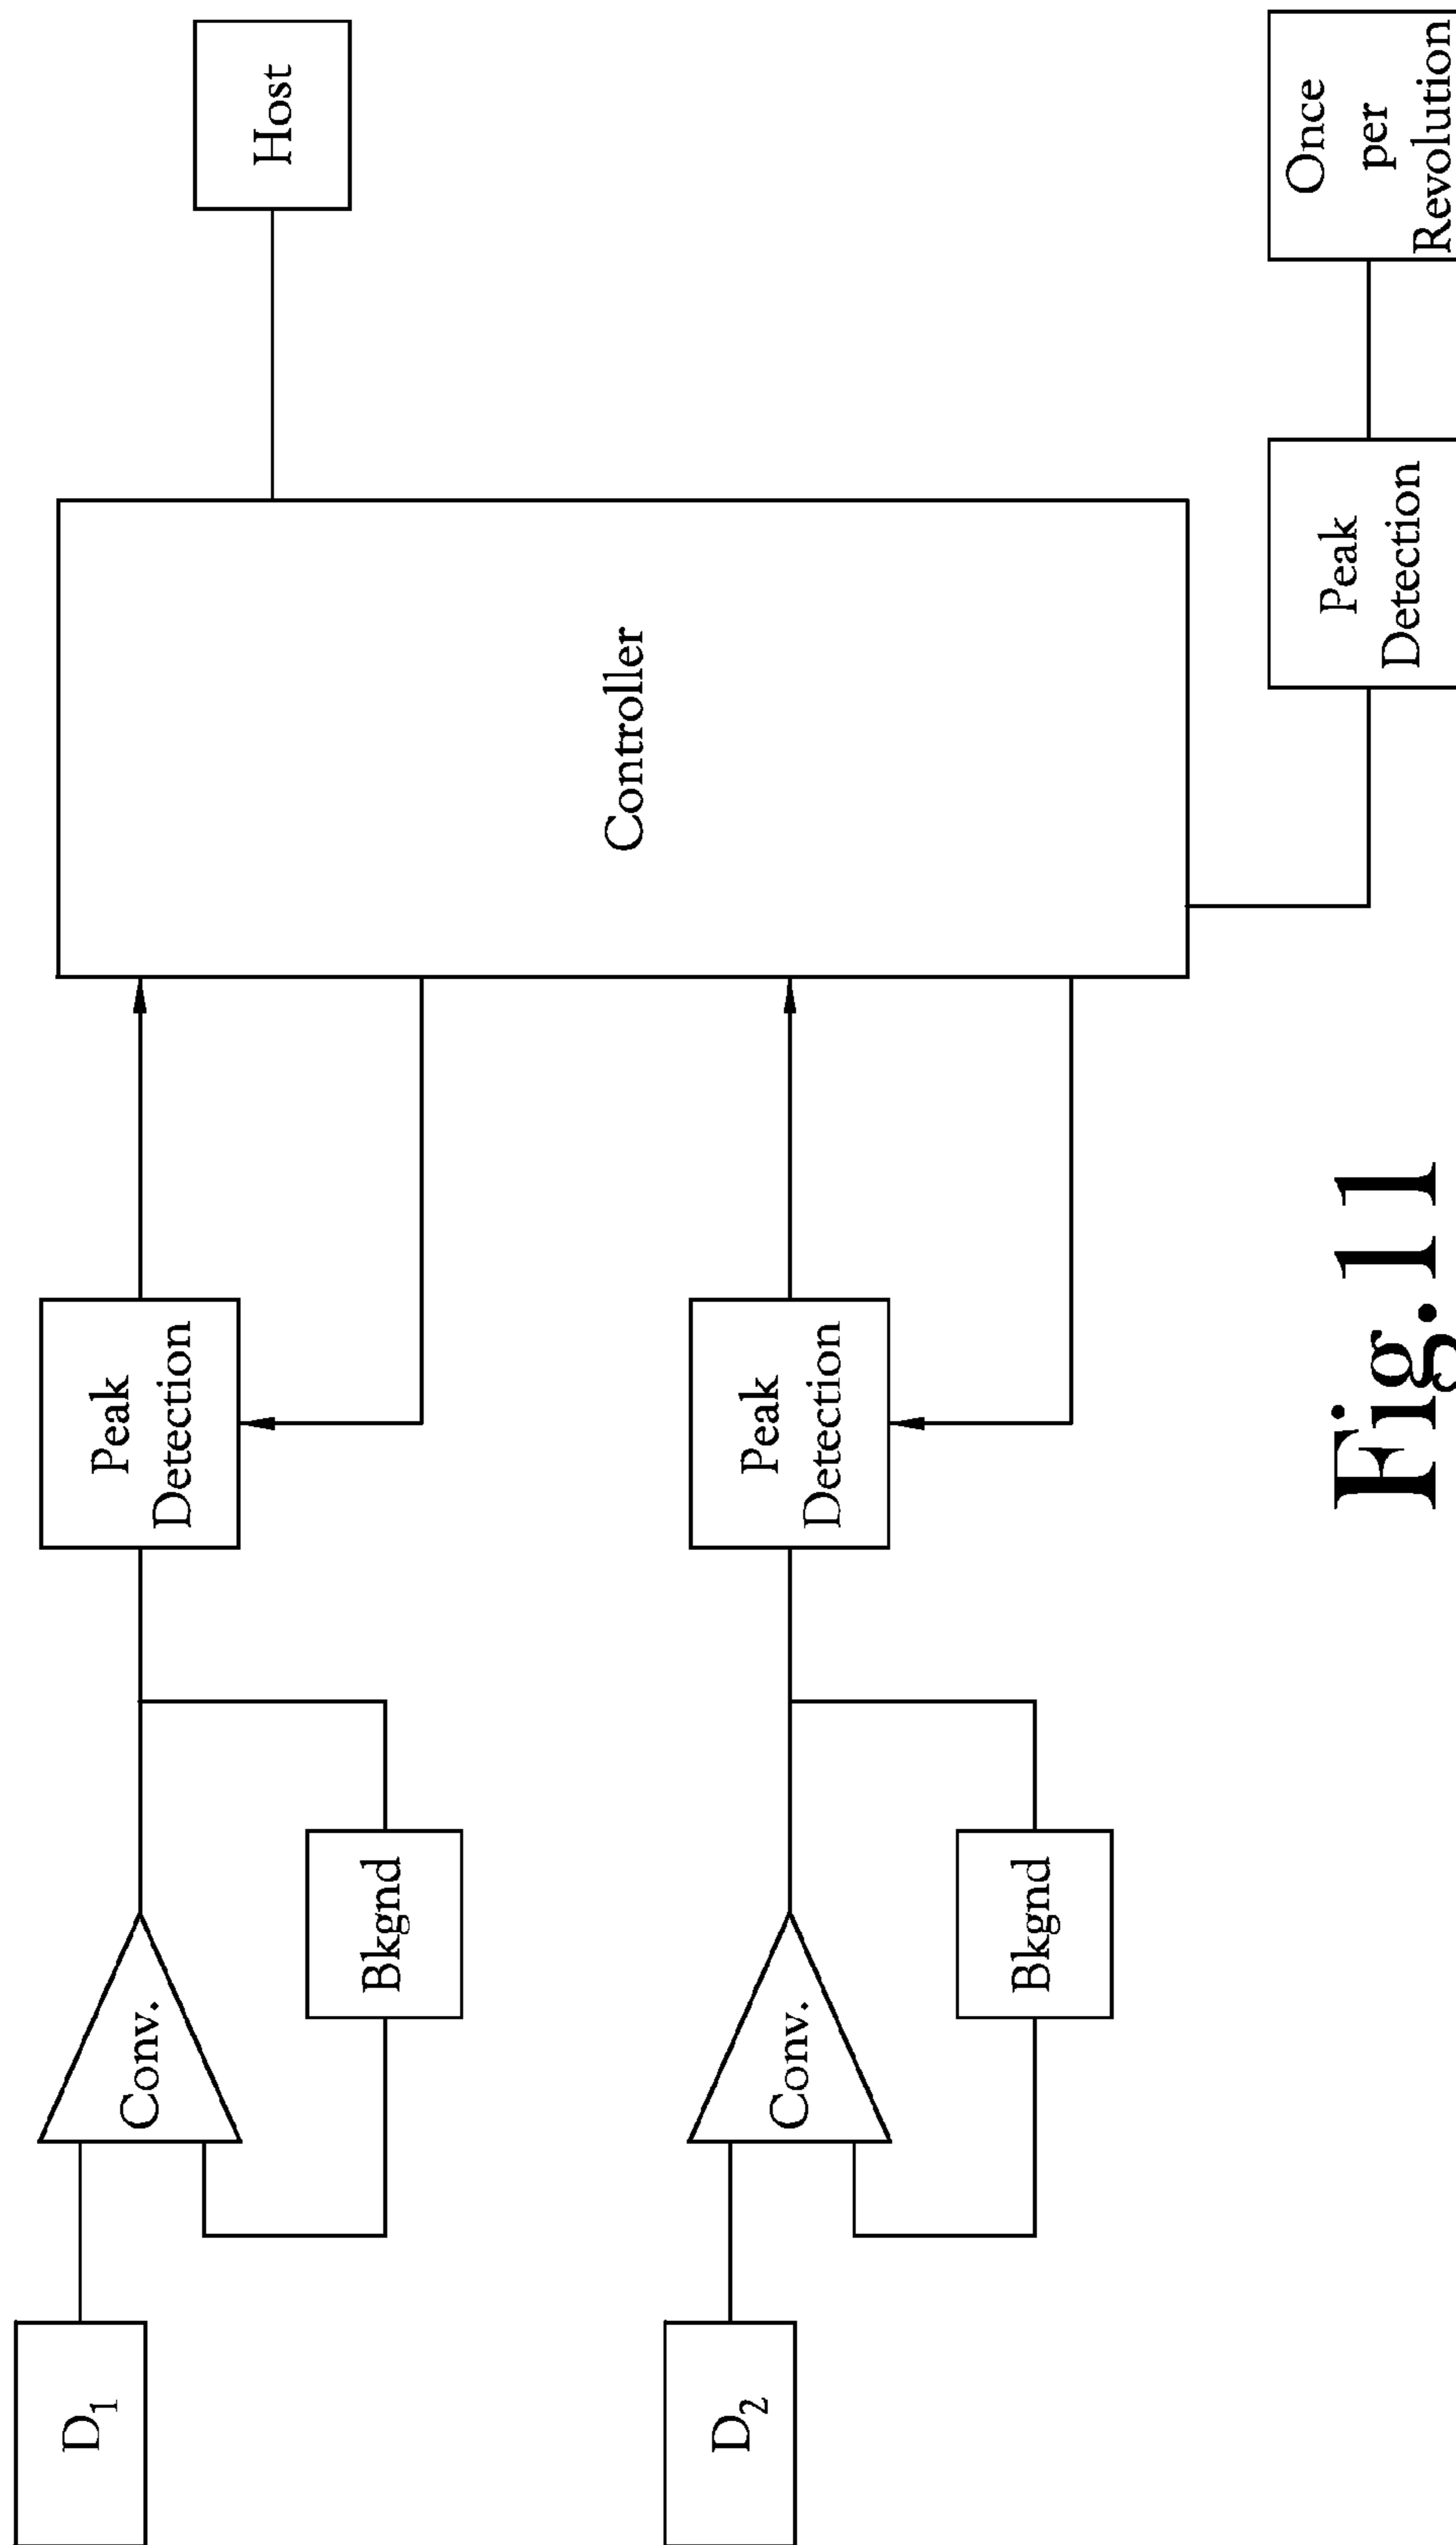 D1
Conv.
Bkgnd
Peak
Detection
Controller
Host
D2
Conv.
Bkgnd
Peak
Detection
Peak
Detection
Once
per
Revolution
Fig. 11